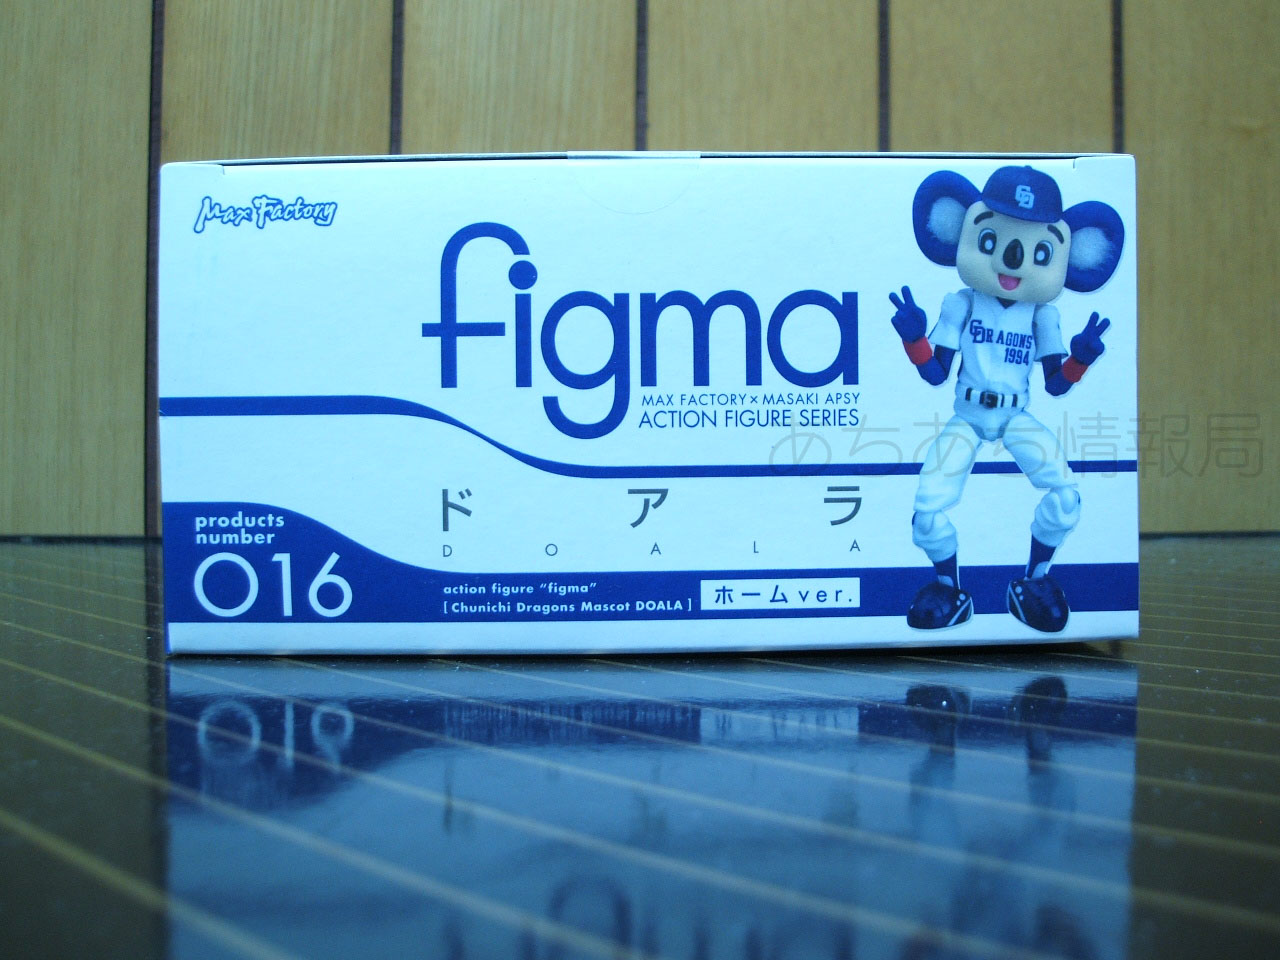 Max Factory
figma
MAX FACTORY×MASAKI APSY
ACTION FIGURE SERIES
CD
DRAGONS
1994
あちあち情報局
ドアラ
DOALA
products
number
016
action figure “figma”
[ Chunichi Dragons Mascot DOALA ]
ホームver.